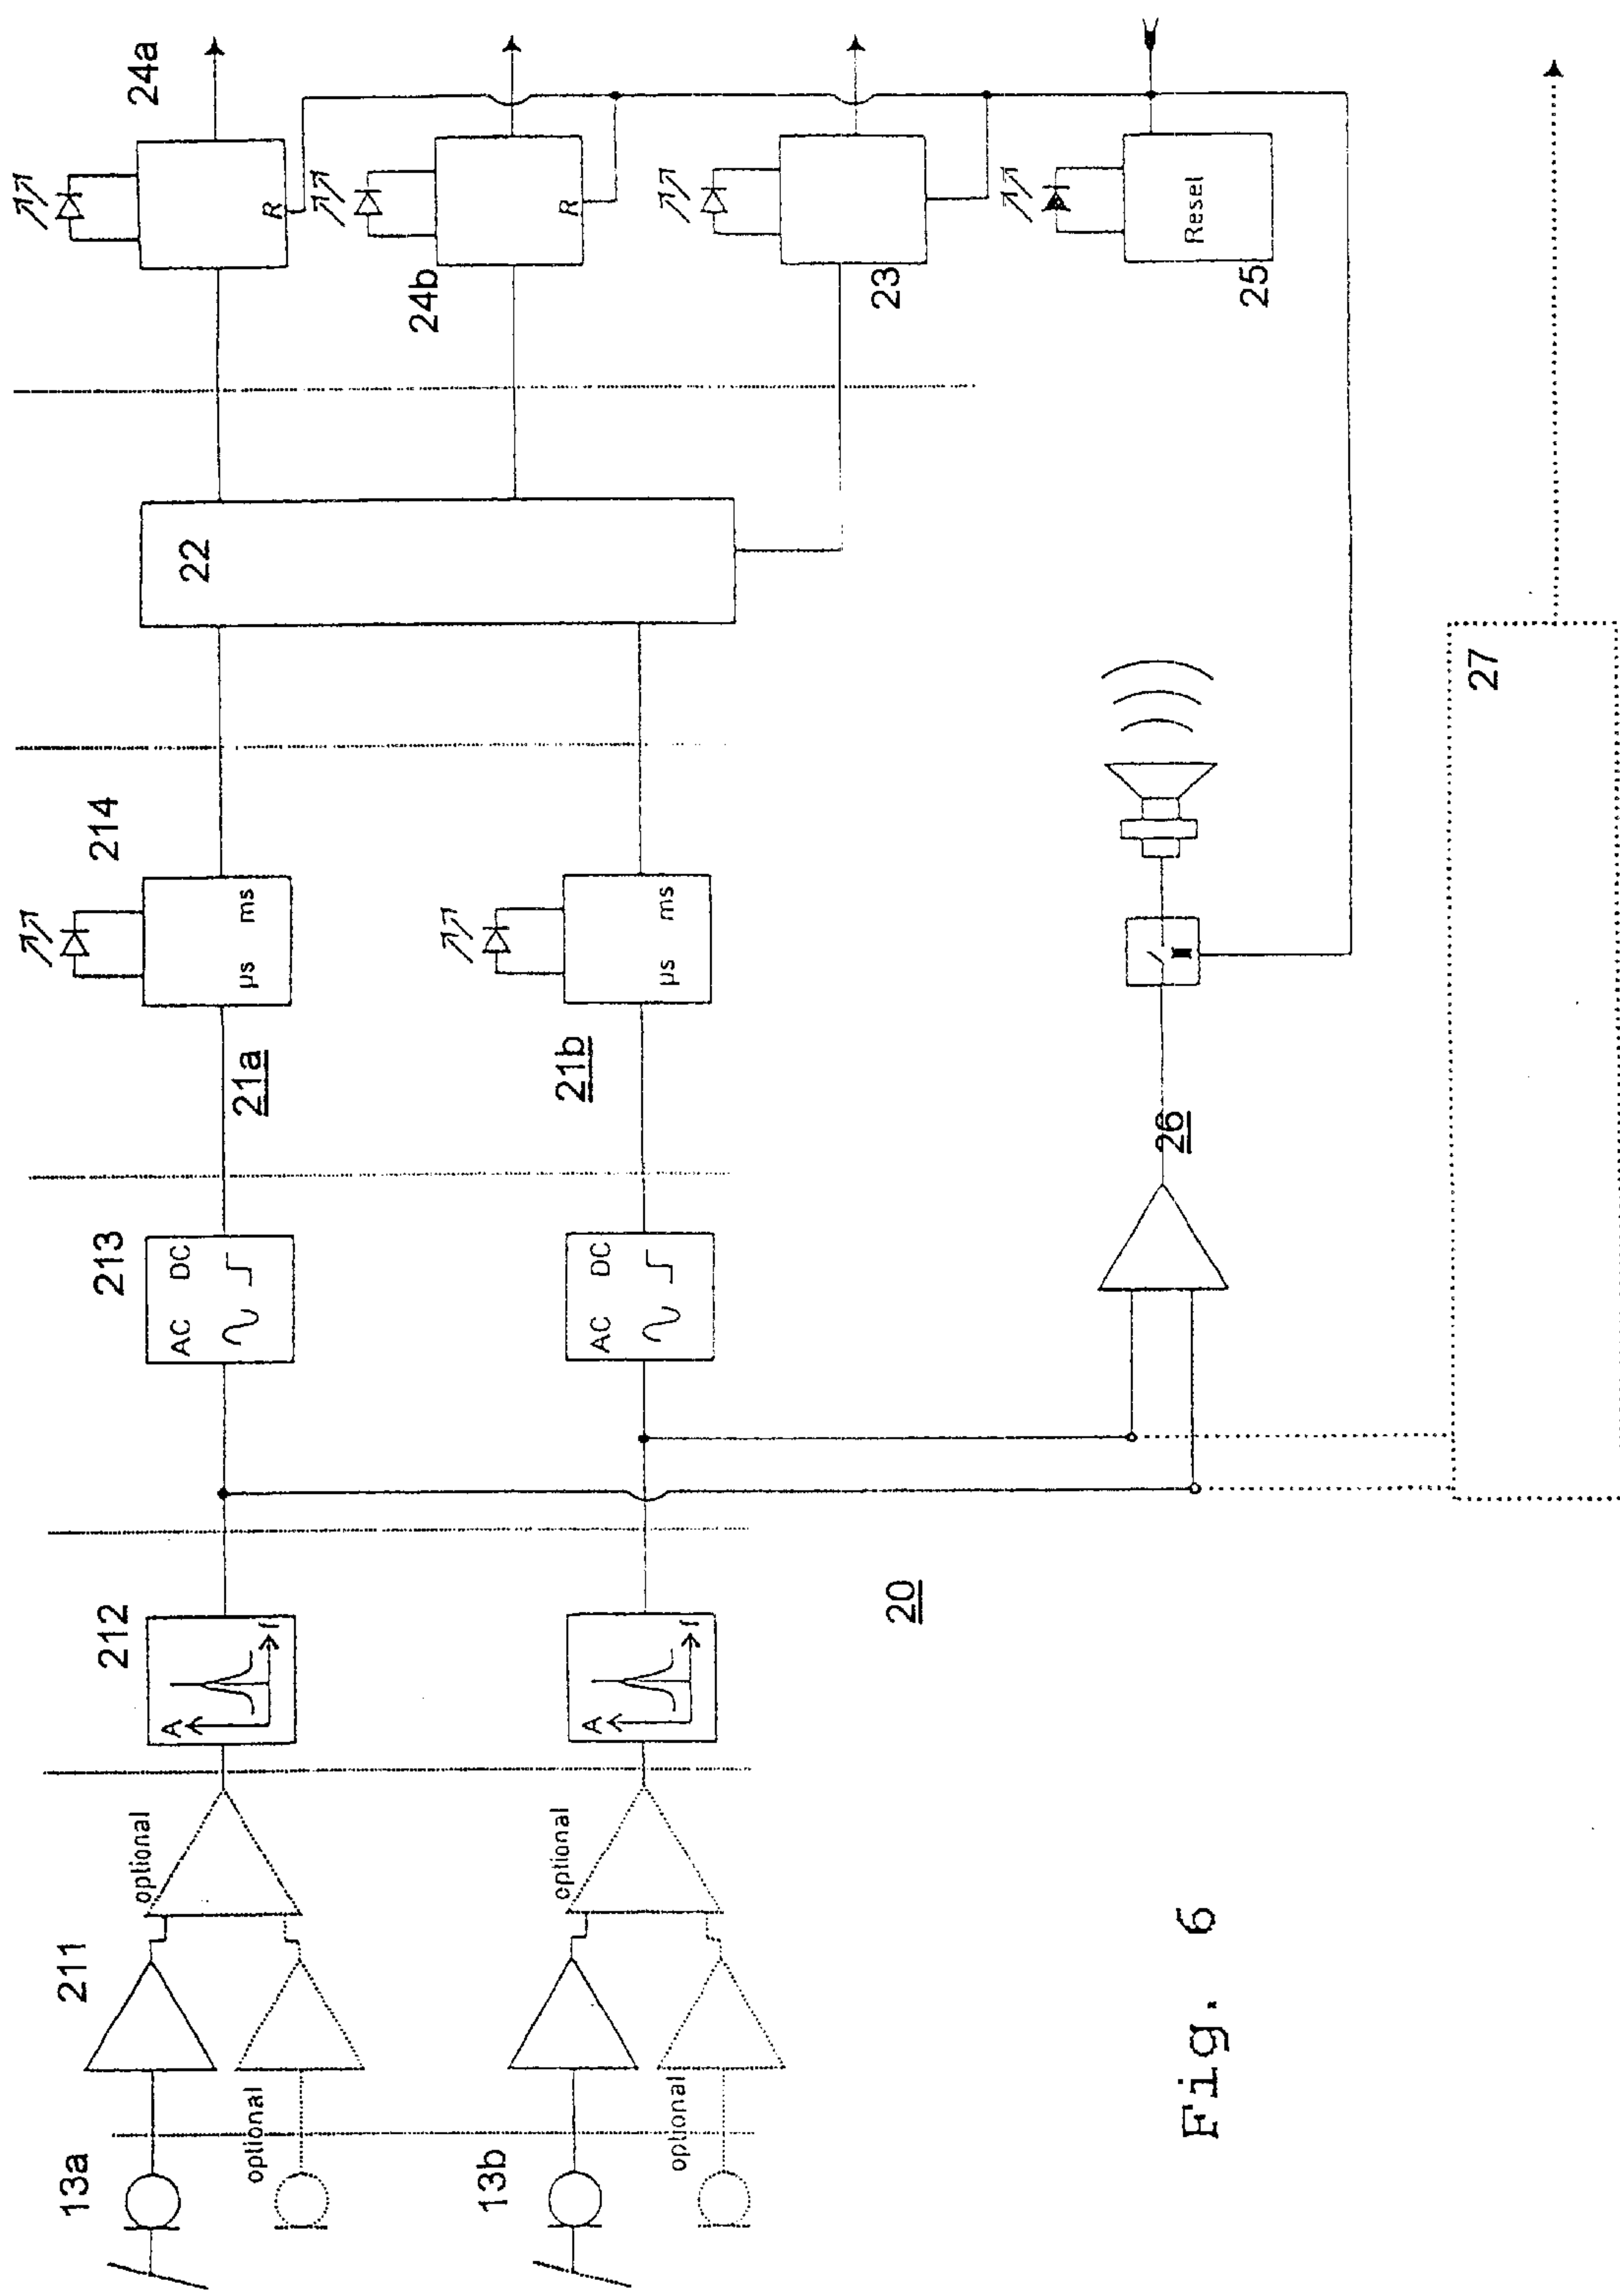 13a
optional
211
optional
212
A
f
213
AC DC
214
µs ms
21a
22
24a
R
13b
optional
optional
A
f
AC DC
µs ms
21b
24b
R
23
20
26
25
Reset
27
Fig. 6